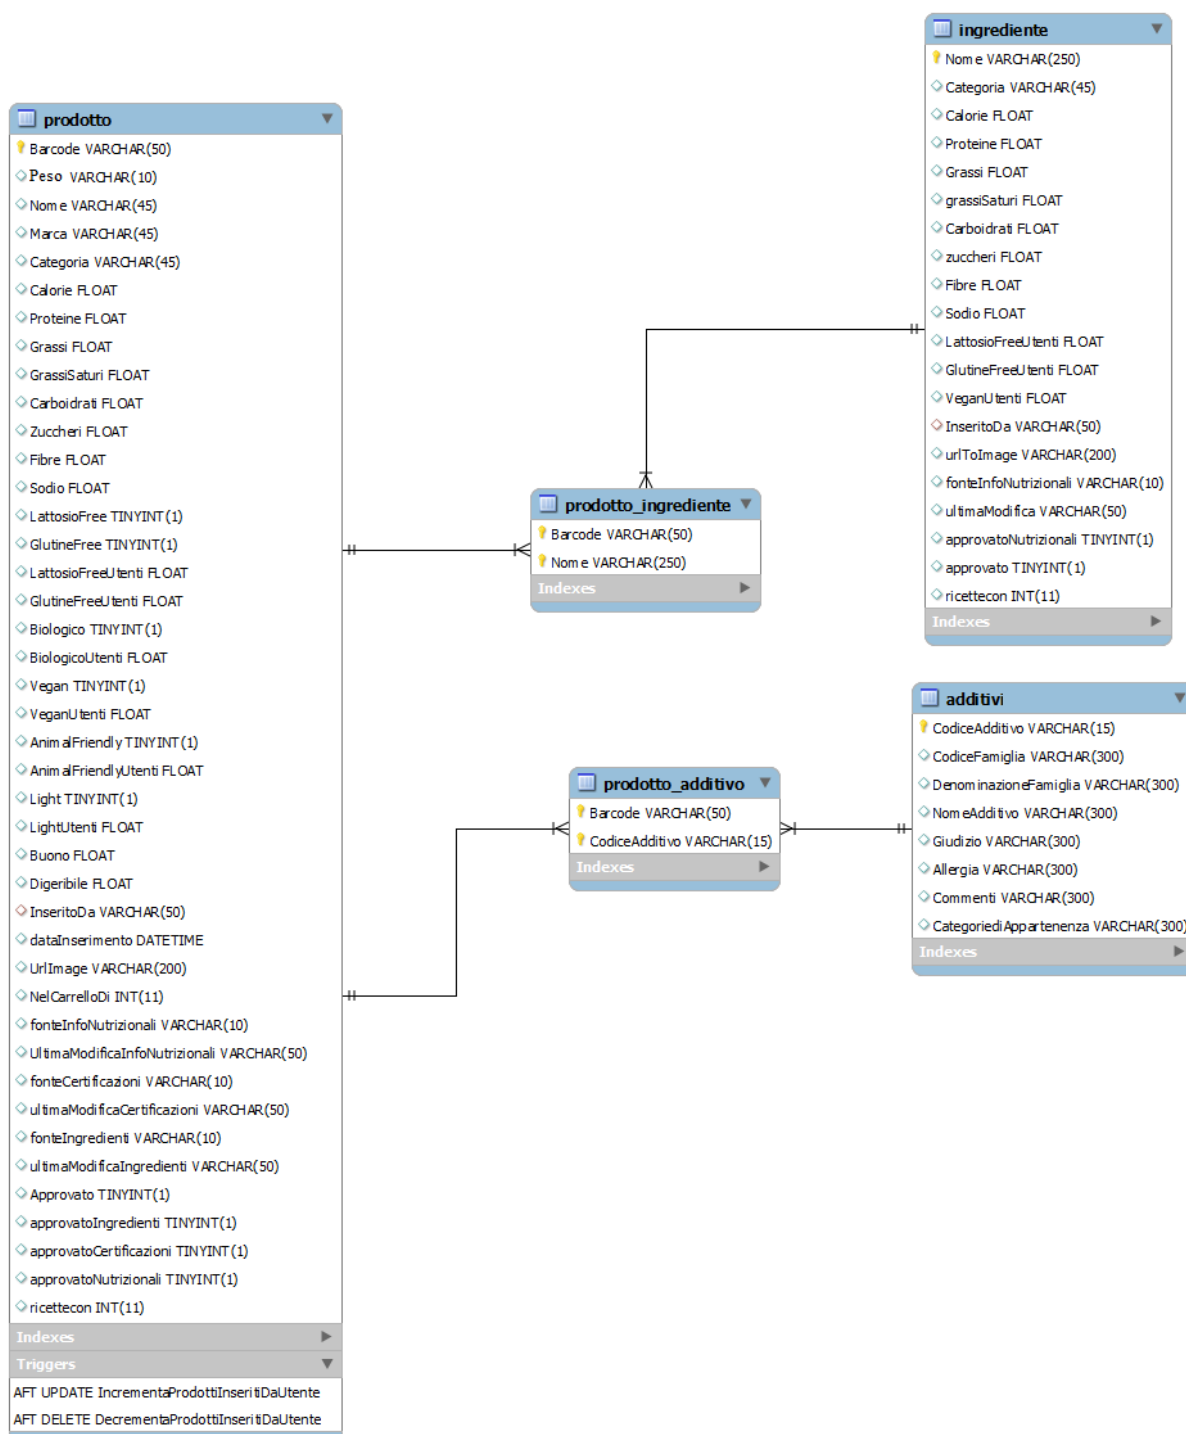 prodotto
Barcode VARCHAR(50)
Peso VARCHAR(10)
Nome VARCHAR(45)
Marca VARCHAR(45)
Categoria VARCHAR(45)
Calorie FLOAT
Proteine FLOAT
Grassi FLOAT
GrassiSaturi FLOAT
Carboidrati FLOAT
Zuccheri FLOAT
Fibre FLOAT
Sodio FLOAT
LattosioFree TINYINT(1)
GlutineFree TINYINT(1)
LattosioFreeUtenti FLOAT
GlutineFreeUtenti FLOAT
Biologico TINYINT(1)
BiologicoUtenti FLOAT
Vegan TINYINT(1)
VeganUtenti FLOAT
AnimalFriendly TINYINT(1)
AnimalFriendlyUtenti FLOAT
Light TINYINT(1)
LightUtenti FLOAT
Buono FLOAT
Digeribile FLOAT
InseritoDa VARCHAR(50)
dataInserimento DATETIME
UrlImage VARCHAR(200)
NelCarrelloDi INT(11)
fonteInfoNutrizionali VARCHAR(10)
UltimaModificaInfoNutrizionali VARCHAR(50)
fonteCertificazioni VARCHAR(10)
ultimaModificaCertificazioni VARCHAR(50)
fonteIngredienti VARCHAR(10)
ultimaModificaIngredienti VARCHAR(50)
Approvato TINYINT(1)
approvatoIngredienti TINYINT(1)
approvatoCertificazioni TINYINT(1)
approvatoNutrizionali TINYINT(1)
ricettecon INT(11)
Indexes
Triggers
AFT UPDATE IncrementaProdottiInseritiDaUtente
AFT DELETE DecrementaProdottiInseritiDaUtente
prodotto_ingrediente
Barcode VARCHAR(50)
Nome VARCHAR(250)
Indexes
prodotto_additivo
Barcode VARCHAR(50)
CodiceAdditivo VARCHAR(15)
Indexes
ingrediente
Nome VARCHAR(250)
Categoria VARCHAR(45)
Calorie FLOAT
Proteine FLOAT
Grassi FLOAT
grassiSaturi FLOAT
Carboidrati FLOAT
zuccheri FLOAT
Fibre FLOAT
Sodio FLOAT
LattosioFreeUtenti FLOAT
GlutineFreeUtenti FLOAT
VeganUtenti FLOAT
InseritoDa VARCHAR(50)
urlToImage VARCHAR(200)
fonteInfoNutrizionali VARCHAR(10)
ultimaModifica VARCHAR(50)
approvatoNutrizionali TINYINT(1)
approvato TINYINT(1)
ricettecon INT(11)
Indexes
additivi
CodiceAdditivo VARCHAR(15)
CodiceFamiglia VARCHAR(300)
DenominazioneFamiglia VARCHAR(300)
NomeAdditivo VARCHAR(300)
Giudizio VARCHAR(300)
Allergia VARCHAR(300)
Commenti VARCHAR(300)
CategoriediAppartenenza VARCHAR(300)
Indexes